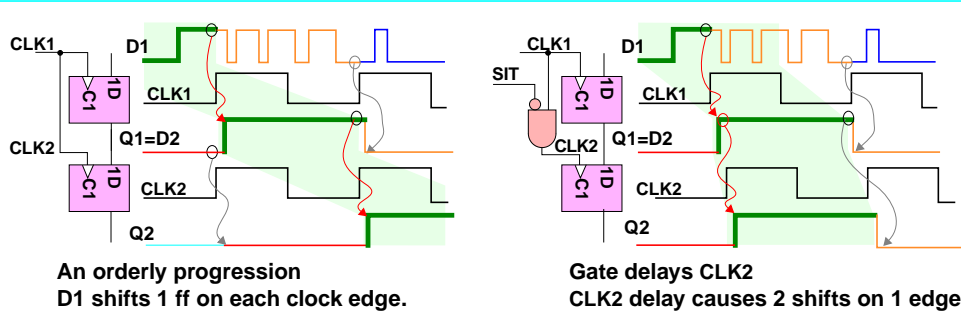 CLK1
D1
1D
C1
CLK1
Q1=D2
CLK2
1D
C1
CLK2
Q2
An orderly progression
D1 shifts 1 ff on each clock edge.
CLK1
D1
SIT
1D
C1
CLK1
Q1=D2
CLK2
1D
C1
CLK2
Q2
Gate delays CLK2
CLK2 delay causes 2 shifts on 1 edge